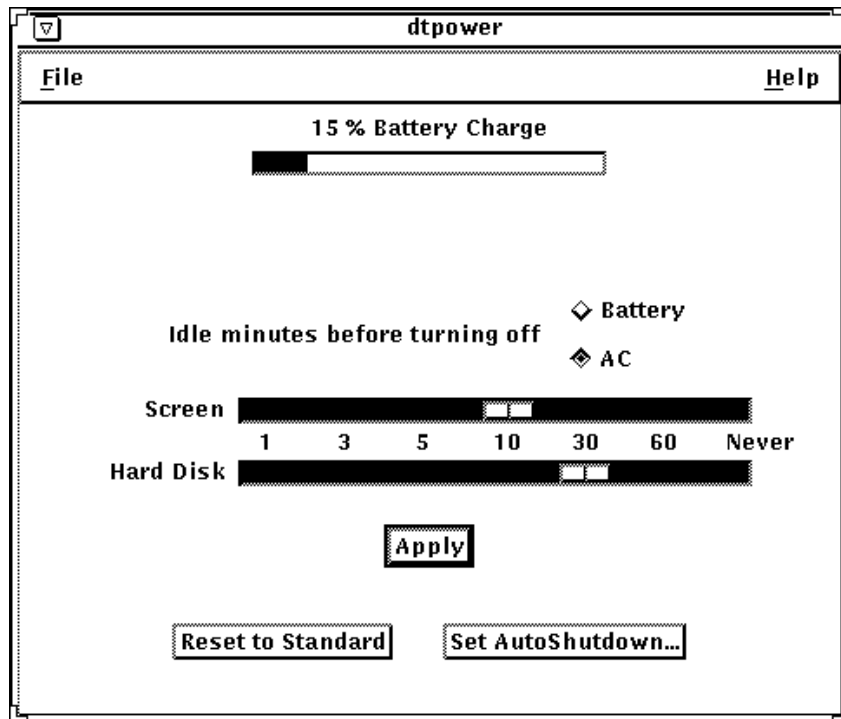 dtpower
File Help
15 % Battery Charge
Battery
Idle minutes before turning off
AC
Screen
1 3 5 10 30 60 Never
Hard Disk
Apply
Reset to Standard Set AutoShutdown...